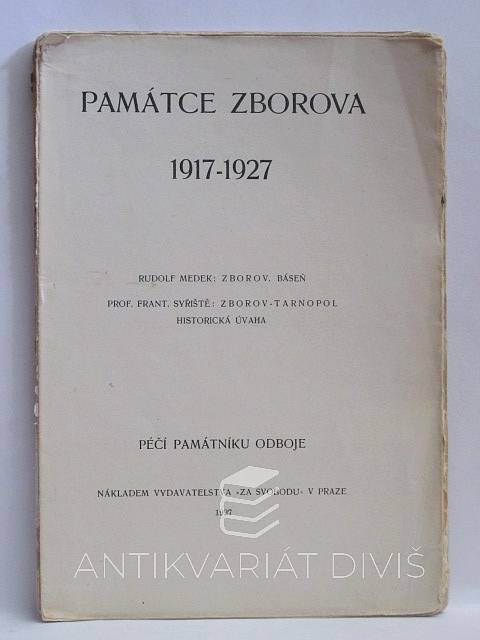 PAMÁTCE ZBOROVA
1917-1927
RUDOLF MEDEK: ZBOROV. BÁSEŇ
PROF. FRANT. SYŘIŠTĚ: ZBOROV-TARNOPOL
HISTORICKÁ ÚVAHA
PÉČÍ PAMÁTNÍKU ODBOJE
NÁKLADEM VYDAVATELSTVA »ZA SVOBODU« V PRAZE
1927
ANTIKVARIÁT DIVIŠ